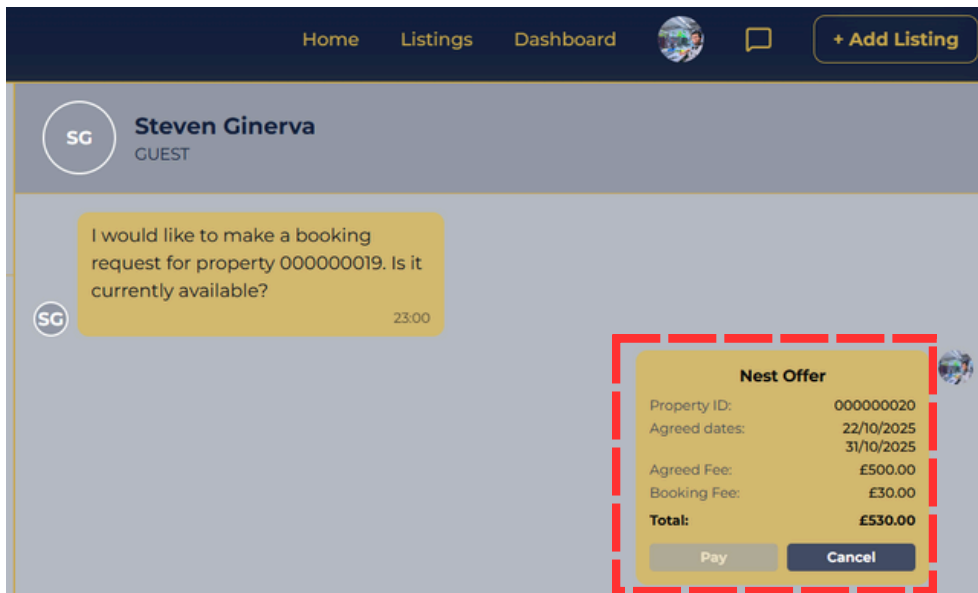 Home Listings Dashboard + Add Listing
SG Steven Ginerva
GUEST
I would like to make a booking
request for property 000000019. Is it
currently available?
23:00
SG
Nest Offer
Property ID: 000000020
Agreed dates: 22/10/2025
31/10/2025
Agreed Fee: £500.00
Booking Fee: £30.00
Total: £530.00
Pay Cancel